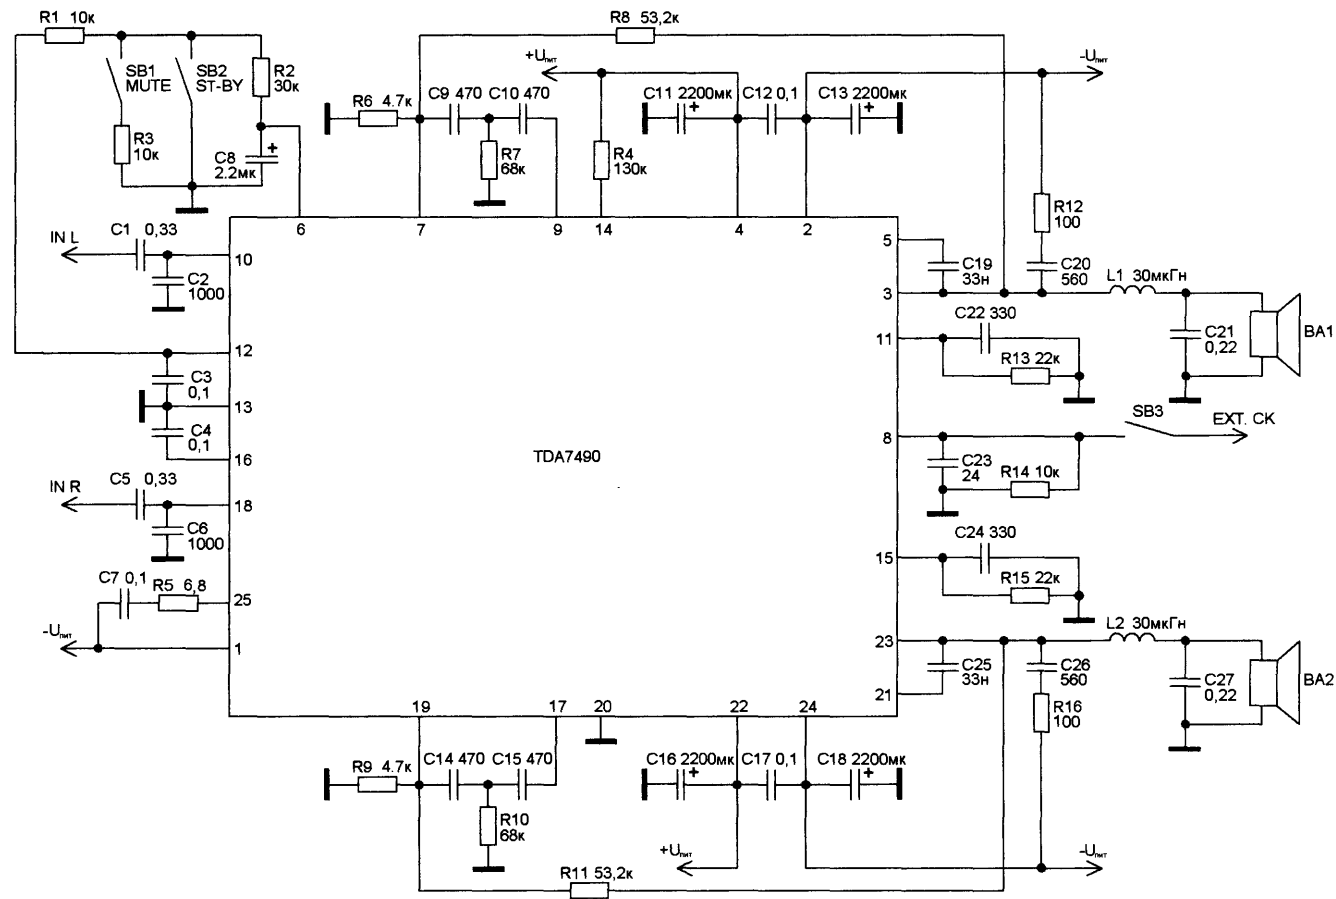 R1 10к
R8 53,2к
SB1
MUTE
SB2
ST-BY
R2
30к
+Uпит
-Uпит
R6 4.7к
C9 470
C10 470
C11 2200мк
C12 0,1
C13 2200мк
R3
10к
C8
2.2мк
+
+
+
R7
68к
R4
130к
R12
100
6
7
9
14
4
2
IN L
C1 0,33
10
C2
1000
5
C19
33н
C20
560
3
L1 30мкГн
C22 330
11
R13 22к
C21
0,22
BA1
12
C3
0,1
13
C4
0,1
16
TDA7490
SB3
EXT. CK
8
C23
24
R14 10к
IN R
C5 0,33
18
C6
1000
C24 330
15
R15 22к
C7 0,1
R5 6,8
25
-Uпит
1
23
L2 30мкГн
C25
33н
C26
560
21
C27
0,22
BA2
R16
100
19
17
20
22
24
R9 4.7к
C14 470
C15 470
C16 2200мк
C17 0,1
C18 2200мк
+
+
R10
68к
+Uпит
-Uпит
R11 53,2к